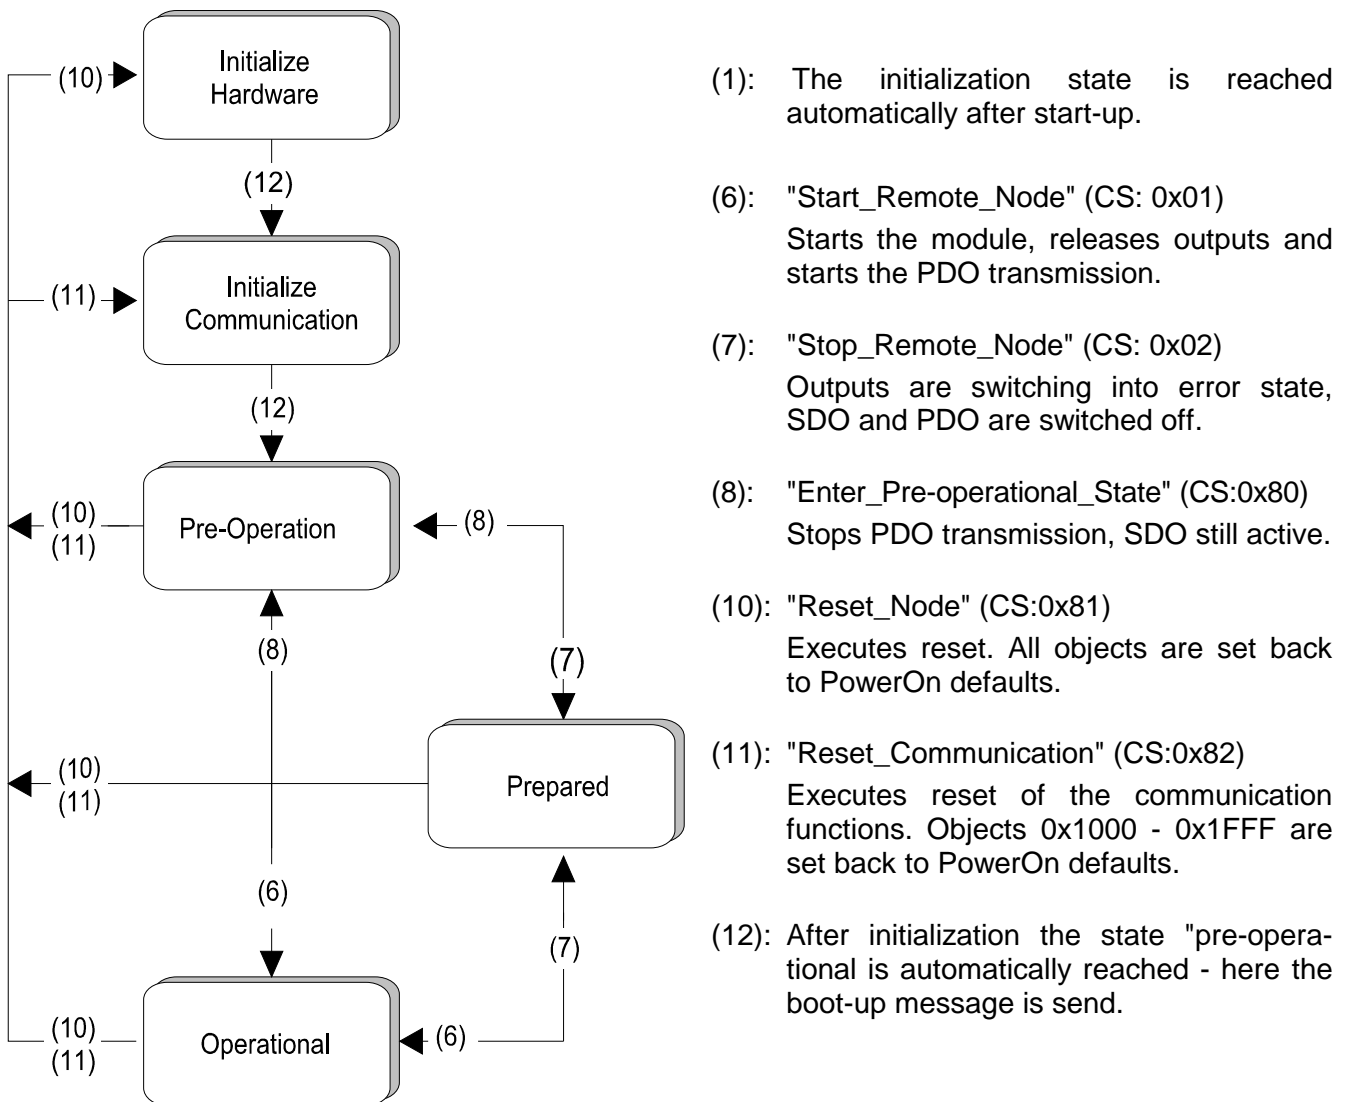 Initialize
Hardware
(10)
(12)
Initialize
Communication
(11)
(12)
Pre-Operation
(10)
(11)
(8)
(8)
(7)
Prepared
(10)
(11)
(6)
(7)
Operational
(10)
(11)
(6)
(1): The initialization state is reached
automatically after start-up.
(6): "Start_Remote_Node" (CS: 0x01)
Starts the module, releases outputs and
starts the PDO transmission.
(7): "Stop_Remote_Node" (CS: 0x02)
Outputs are switching into error state,
SDO and PDO are switched off.
(8): "Enter_Pre-operational_State" (CS:0x80)
Stops PDO transmission, SDO still active.
(10): "Reset_Node" (CS:0x81)
Executes reset. All objects are set back
to PowerOn defaults.
(11): "Reset_Communication" (CS:0x82)
Executes reset of the communication
functions. Objects 0x1000 - 0x1FFF are
set back to PowerOn defaults.
(12): After initialization the state "pre-opera-
tional is automatically reached - here the
boot-up message is send.